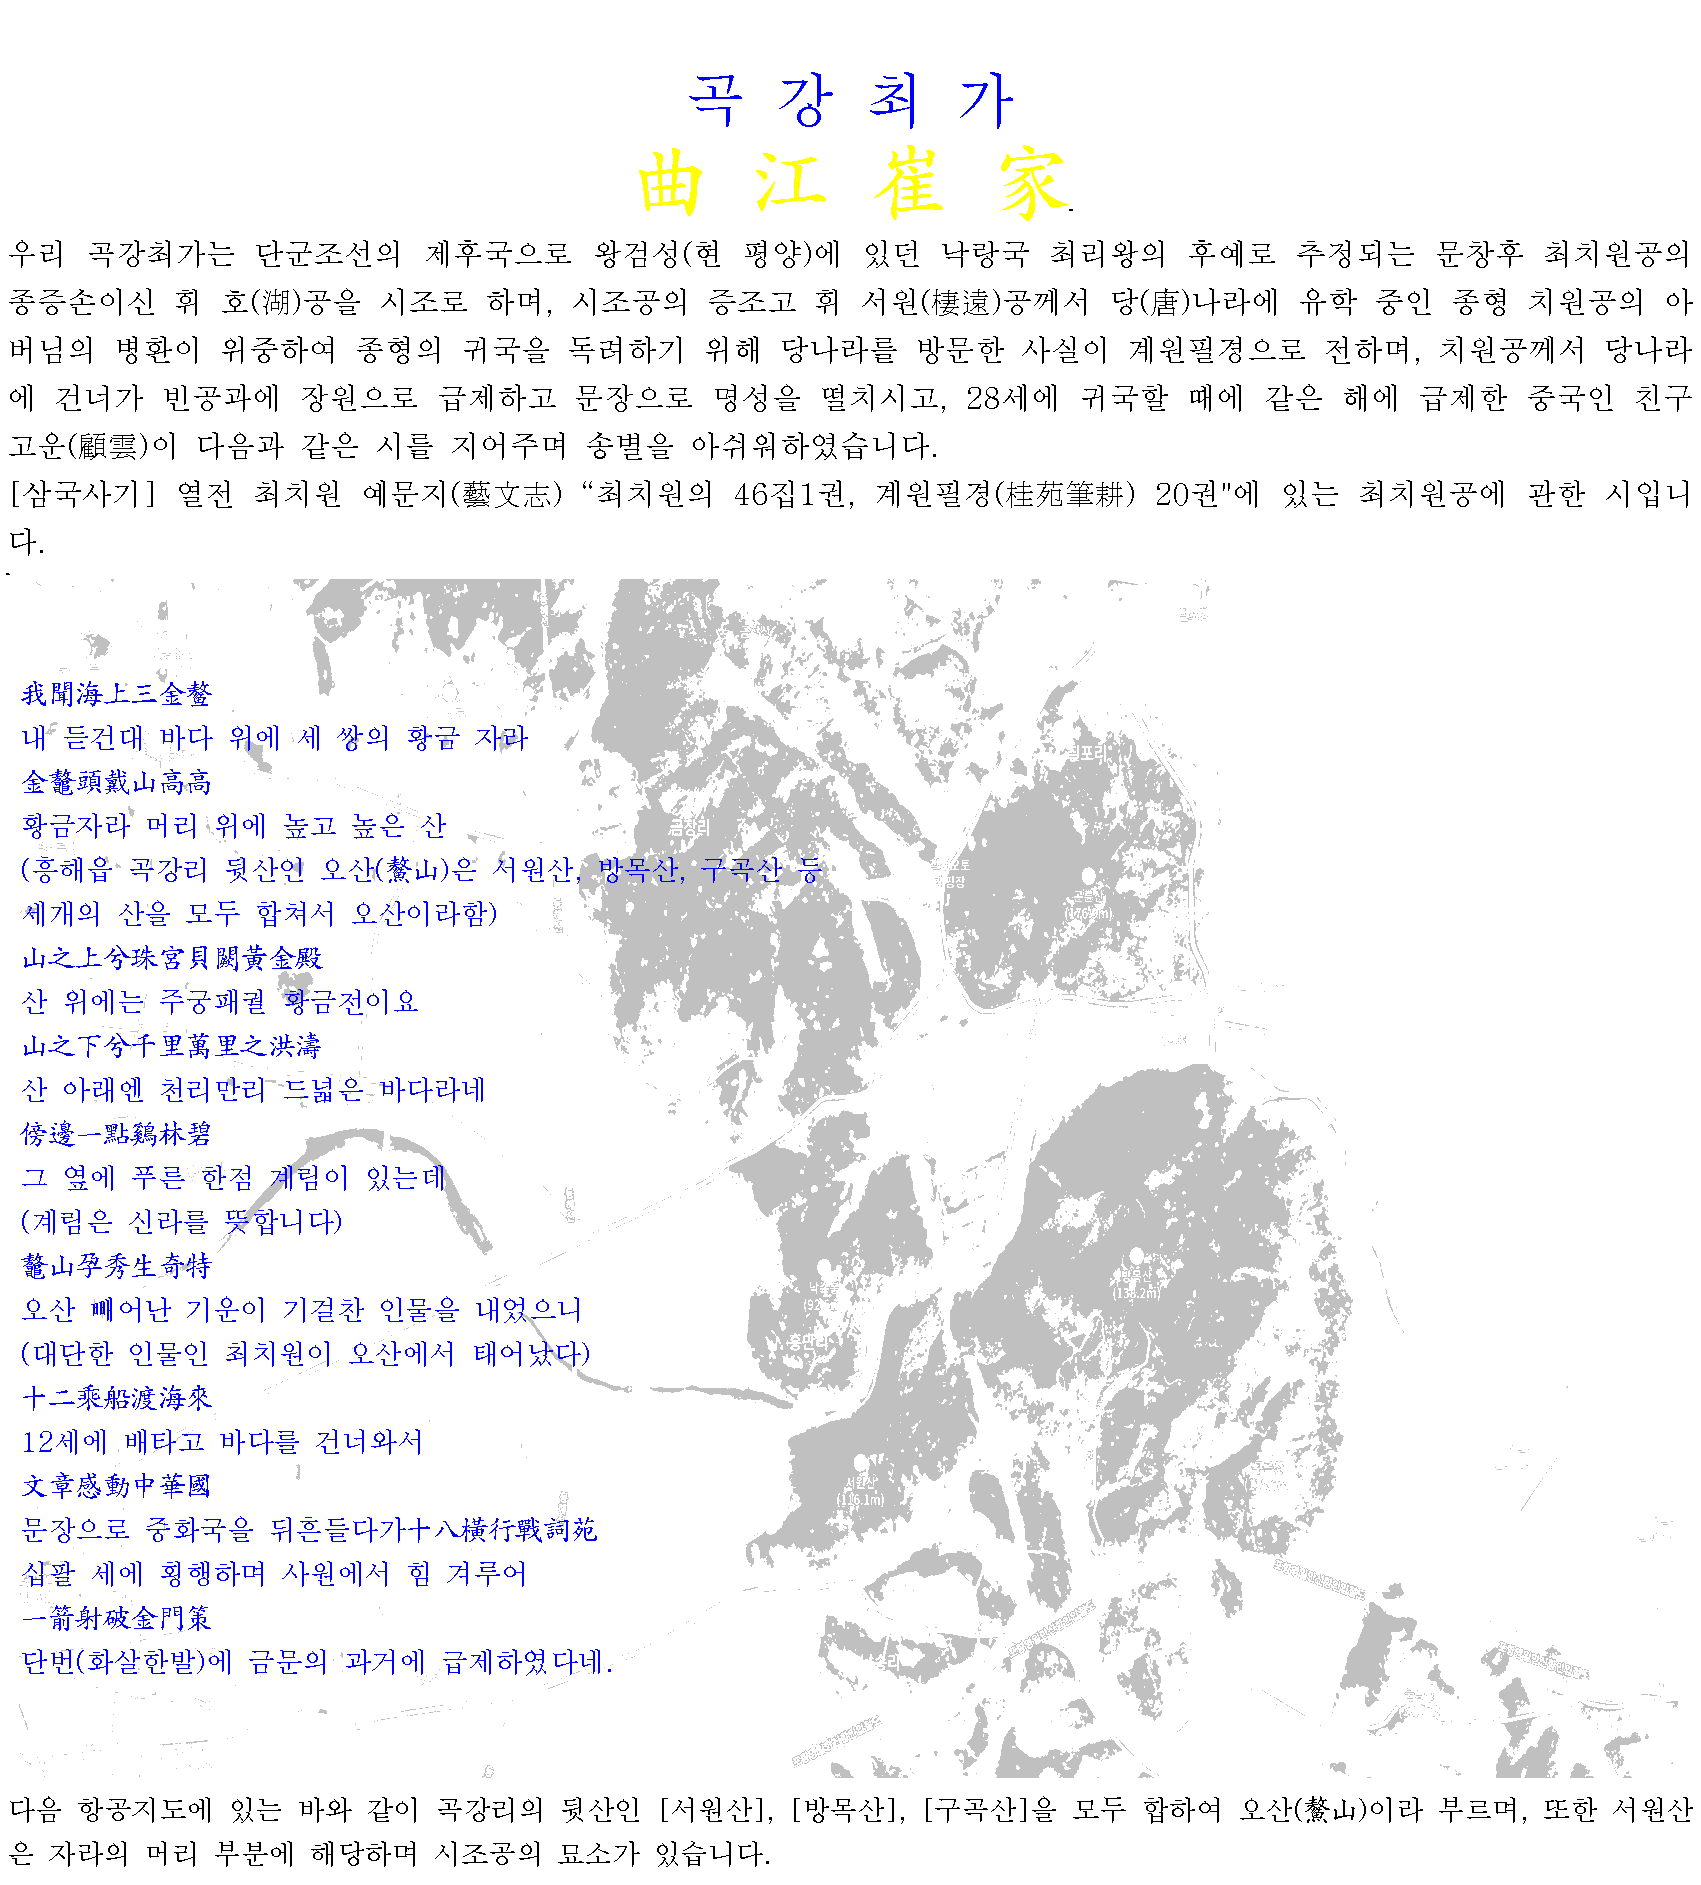 곡 강 최 가
曲 江 崔 家
우리 곡강최가는 단군조선의 제후국으로 왕검성(현 평양)에 있던 낙랑국 최리왕의 후예로 추정되는 문창후 최치원공의
종증손이신 휘 호(湖)공을 시조로 하며, 시조공의 증조고 휘 서원(棲遠)공께서 당(唐)나라에 유학 중인 종형 치원공의 아
버님의 병환이 위중하여 종형의 귀국을 독려하기 위해 당나라를 방문한 사실이 계원필경으로 전하며, 치원공께서 당나라
에 건너가 빈공과에 장원으로 급제하고 문장으로 명성을 떨치시고, 28세에 귀국할 때에 같은 해에 급제한 중국인 친구
고운(顧雲)이 다음과 같은 시를 지어주며 송별을 아쉬워하였습니다.
[삼국사기] 열전 최치원 예문지(藝文志) “최치원의 46집1권, 계원필경(桂苑筆耕) 20권"에 있는 최치원공에 관한 시입니
다.
我聞海上三金鳌
내 듣건대 바다 위에 세 쌍의 황금 자라
金鼇頭戴山高高
황금자라 머리 위에 높고 높은 산
(흥해읍 곡강리 뒷산인 오산(鰲山)은 서원산, 방목산, 구곡산 등
세개의 산을 모두 합쳐서 오산이라함)
山之上兮珠宮貝闕黃金殿
산 위에는 주궁패궐 황금전이요
山之下兮千里萬里之洪濤
산 아래엔 천리만리 드넓은 바다라네
傍邊一點鷄林碧
그 옆에 푸른 한점 계림이 있는데
(계림은 신라를 뜻합니다)
鼇山孕秀生奇特
오산 빼어난 기운이 기걸찬 인물을 내었으니
(대단한 인물인 최치원이 오산에서 태어났다)
十二乘船渡海來
12세에 배타고 바다를 건너와서
文章感動中華國
문장으로 중화국을 뒤흔들다가十八橫行戰詞苑
십팔 세에 횡행하며 사원에서 힘 겨루어
一箭射破金門策
단번(화살한발)에 금문의 과거에 급제하였다네.
칠포리
금장리
곤륜산
(176.9m)
방목산
(138.2m)
흥안리
서원산
(116.1m)
다음 항공지도에 있는 바와 같이 곡강리의 뒷산인 [서원산], [방목산], [구곡산]을 모두 합하여 오산(鰲山)이라 부르며, 또한 서원산
은 자라의 머리 부분에 해당하며 시조공의 묘소가 있습니다.